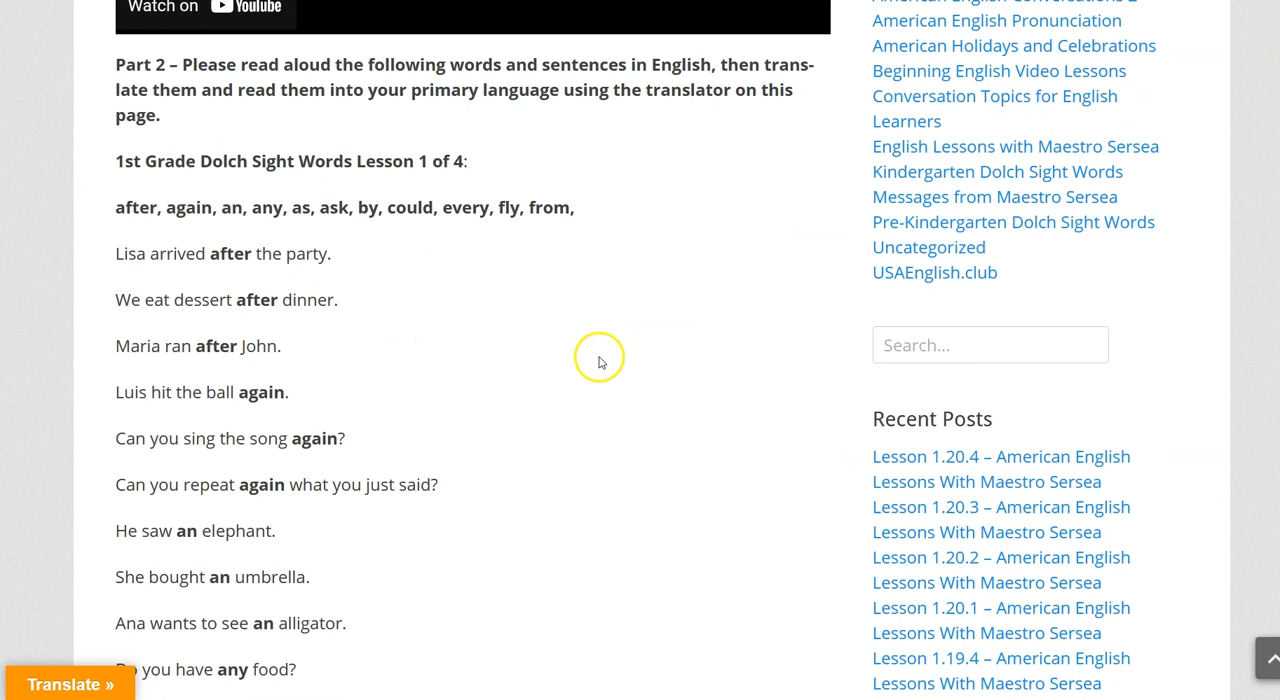 Watch on YouTube
Part 2 – Please read aloud the following words and sentences in English, then trans-
late them and read them into your primary language using the translator on this
page.
1st Grade Dolch Sight Words Lesson 1 of 4:
after, again, an, any, as, ask, by, could, every, fly, from,
Lisa arrived after the party.
We eat dessert after dinner.
Maria ran after John.
Luis hit the ball again.
Can you sing the song again?
Can you repeat again what you just said?
He saw an elephant.
She bought an umbrella.
Ana wants to see an alligator.
Do you have any food?
Translate »
American English Conversations 2
American English Pronunciation
American Holidays and Celebrations
Beginning English Video Lessons
Conversation Topics for English
Learners
English Lessons with Maestro Sersea
Kindergarten Dolch Sight Words
Messages from Maestro Sersea
Pre-Kindergarten Dolch Sight Words
Uncategorized
USAEnglish.club
Search...
Recent Posts
Lesson 1.20.4 – American English
Lessons With Maestro Sersea
Lesson 1.20.3 – American English
Lessons With Maestro Sersea
Lesson 1.20.2 – American English
Lessons With Maestro Sersea
Lesson 1.20.1 – American English
Lessons With Maestro Sersea
Lesson 1.19.4 – American English
Lessons With Maestro Sersea